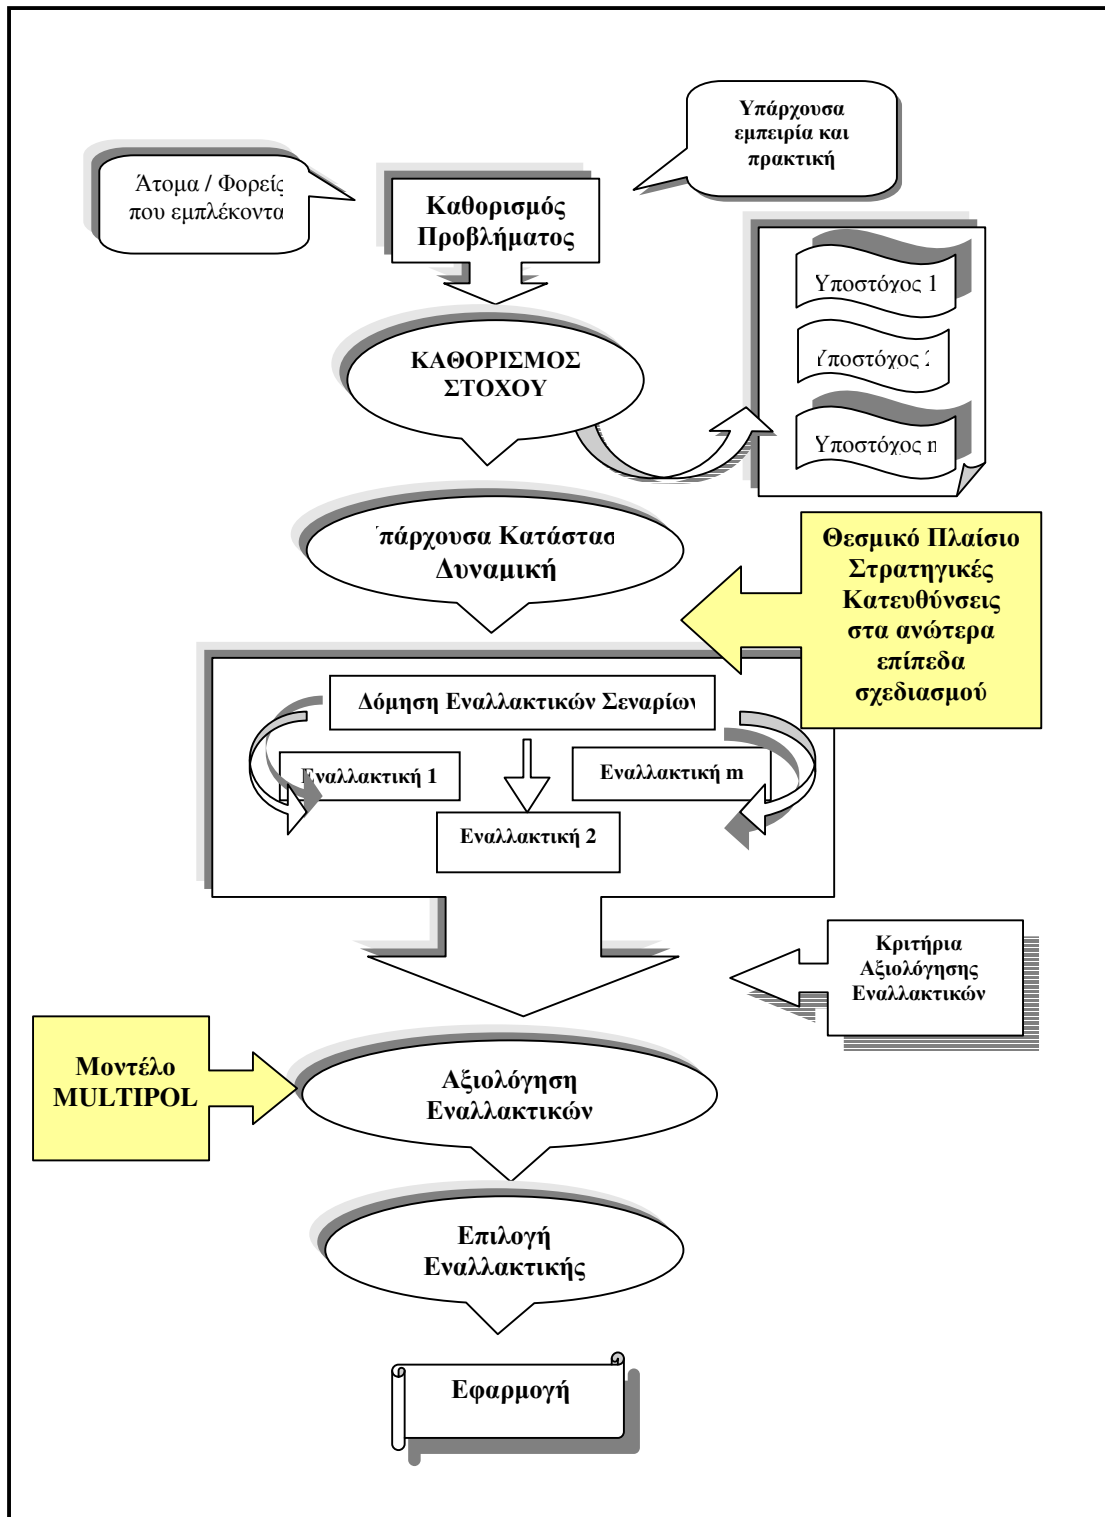 Υπάρχουσα
εμπειρία και
πρακτική
Άτομα / Φορείς
που εμπλέκοντα
Καθορισμός
Προβλήματος
Υποστόχος 1
Υποστόχος 2
Υποστόχος n
ΚΑΘΟΡΙΣΜΟΣ
ΣΤΟΧΟΥ
πάρχουσα Κατάστασ
Δυναμική
Θεσμικό Πλαίσιο
Στρατηγικές
Κατευθύνσεις
στα ανώτερα
επίπεδα
σχεδιασμού
Δόμηση Εναλλακτικών Σεναρίων
Εναλλακτική 1
Εναλλακτική m
Εναλλακτική 2
Κριτήρια
Αξιολόγησης
Εναλλακτικών
Μοντέλο
MULTIPOL
Αξιολόγηση
Εναλλακτικών
Επιλογή
Εναλλακτικής
Εφαρμογή